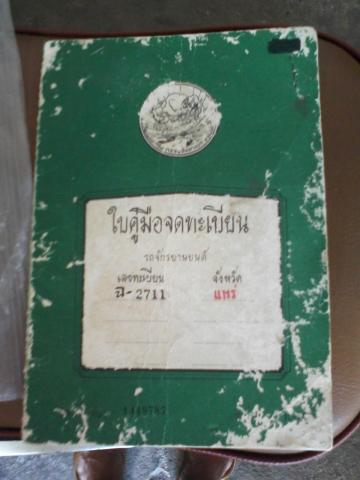 ใบคู่มือจดทะเบียน
รถจักรยานยนต์
เลขทะเบียน จังหวัด
ฉ-2711 แพร่